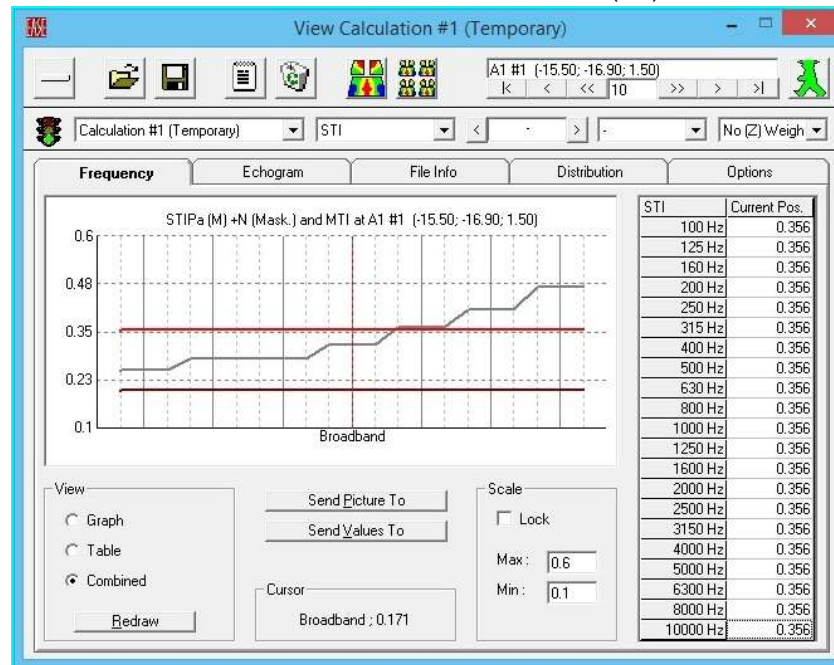 EASE
View Calculation #1 (Temporary)
A1 #1 (-15.50; -16.90; 1.50)
10
Calculation #1 (Temporary)
STI
-
-
No (Z) Weigh
Frequency
Echogram
File Info
Distribution
Options
STIPa (M) +N (Mask.) and MTI at A1 #1 (-15.50; -16.90; 1.50)
0.6
0.48
0.35
0.23
0.1
Broadband
STI Current Pos.
100 Hz 0.356
125 Hz 0.356
160 Hz 0.356
200 Hz 0.356
250 Hz 0.356
315 Hz 0.356
400 Hz 0.356
500 Hz 0.356
630 Hz 0.356
800 Hz 0.356
1000 Hz 0.356
1250 Hz 0.356
1600 Hz 0.356
2000 Hz 0.356
2500 Hz 0.356
3150 Hz 0.356
4000 Hz 0.356
5000 Hz 0.356
6300 Hz 0.356
8000 Hz 0.356
10000 Hz 0.356
View
Graph
Table
Combined
Redraw
Send Picture To
Send Values To
Cursor
Broadband ; 0.171
Scale
Lock
Max : 0.6
Min : 0.1